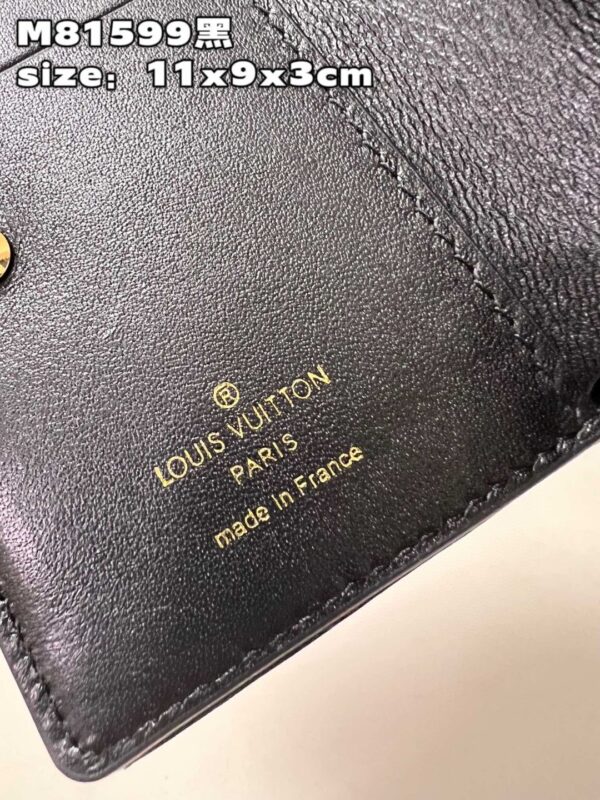 M81599黑
size：11x9x3cm
®
LOUIS VUITTON
PARIS
made in France